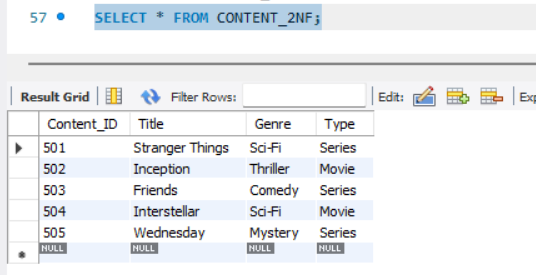 57 SELECT * FROM CONTENT_2NF;
Result Grid Filter Rows: Edit: Exp
Content_ID Title Genre Type
501 Stranger Things Sci-Fi Series
502 Inception Thriller Movie
503 Friends Comedy Series
504 Interstellar Sci-Fi Movie
505 Wednesday Mystery Series
NULL NULL NULL NULL